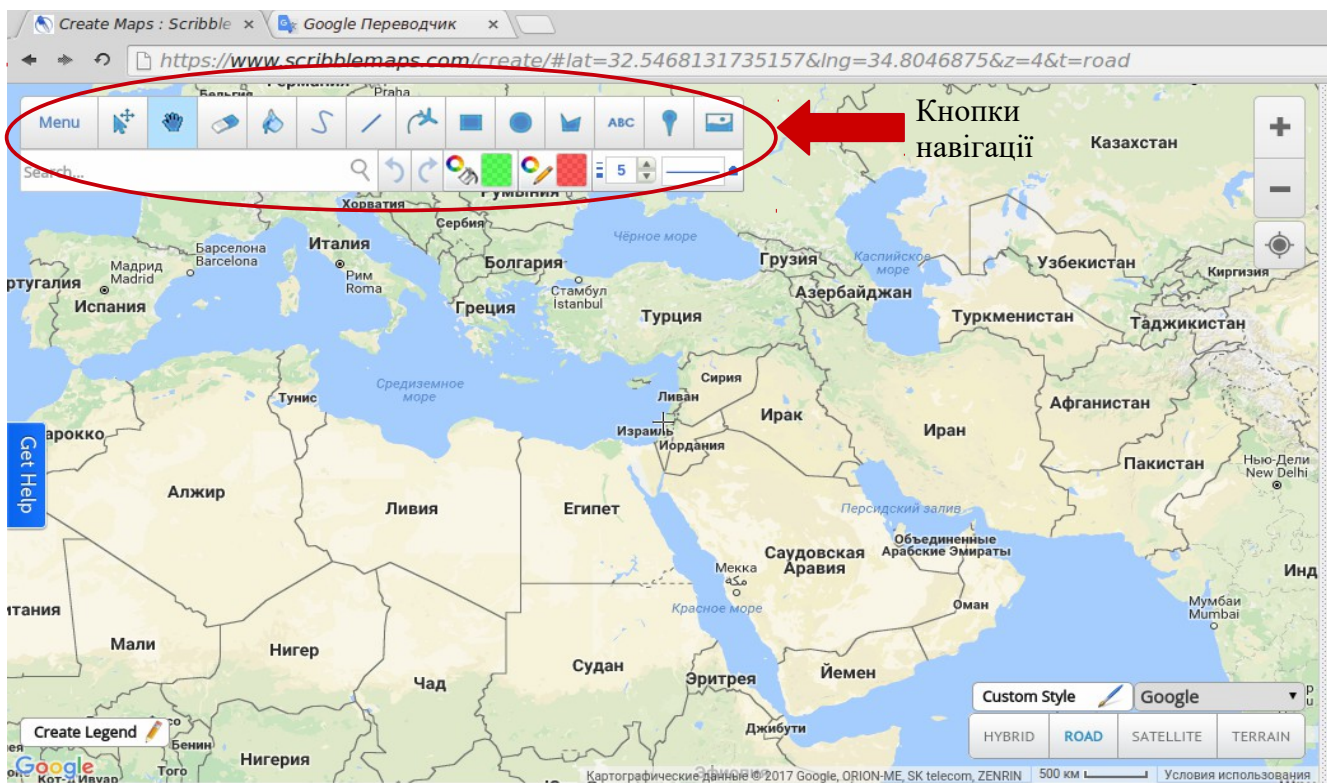 Create Maps : Scribble
Google Переводчик
https://www.scribblemaps.com/create/#lat=32.5468131735157&lng=34.8046875&z=4&t=road
Praha
Menu
ABC
Кнопки
навігації
Казахстан
Search...
5
Хорватия
Сербия
Чёрное море
Барселона
Barcelona
Италия
Мадрид
Madrid
Рим
Roma
Болгария
Грузия
Каспийское
море
Узбекистан
Киргизия
Испания
Стамбул
Istanbul
Греция
Турция
Азербайджан
Туркменистан
Таджикистан
Средиземное
море
Тунис
Сирия
Ливан
Ирак
Афганистан
Израиль
Иордания
Иран
Get Help
Пакистан
Нью-Дели
New Delhi
Алжир
Ливия
Египет
Персидский залив
Объединенные
Арабские Эмираты
Саудовская
Аравия
Мекка
مكة
Красное море
Оман
Мумбаи
Mumbai
Мали
Нигер
Чад
Судан
Эритрея
Йемен
Custom Style
Google
HYBRID
ROAD
SATELLITE
TERRAIN
Create Legend
Джибути
Бенин
Нигерия
Того
Google
Картографические данные © 2017 Google, ORION-ME, SK telecom, ZENRIN
500 км
Условия использования